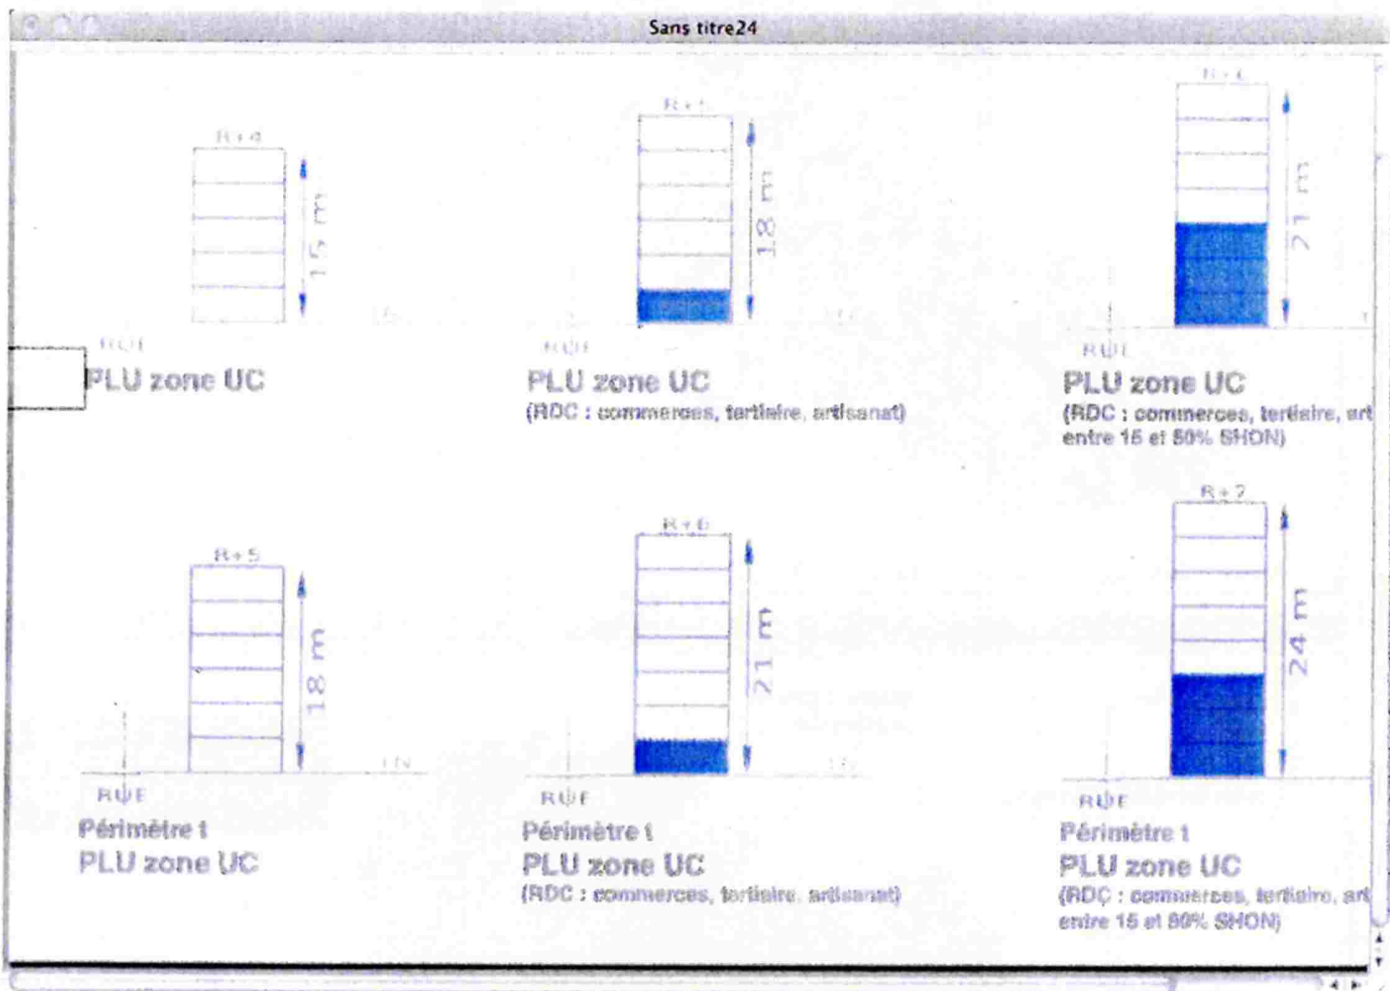 Sans titre24
R+4
15 m
RUE
PLU zone UC
R+5
18 m
RUE
PLU zone UC
(RDC : commerces, tertiaire, artisanat)
R+6
21 m
RUE
PLU zone UC
(RDC : commerces, tertiaire, art
entre 15 et 50% SHON)
R+5
18 m
TN
RUE
Périmètre t
PLU zone UC
R+6
21 m
RUE
Périmètre t
PLU zone UC
(RDC : commerces, tertiaire, artisanat)
R+7
24 m
RUE
Périmètre t
PLU zone UC
(RDC : commerces, tertiaire, art
entre 15 et 50% SHON)